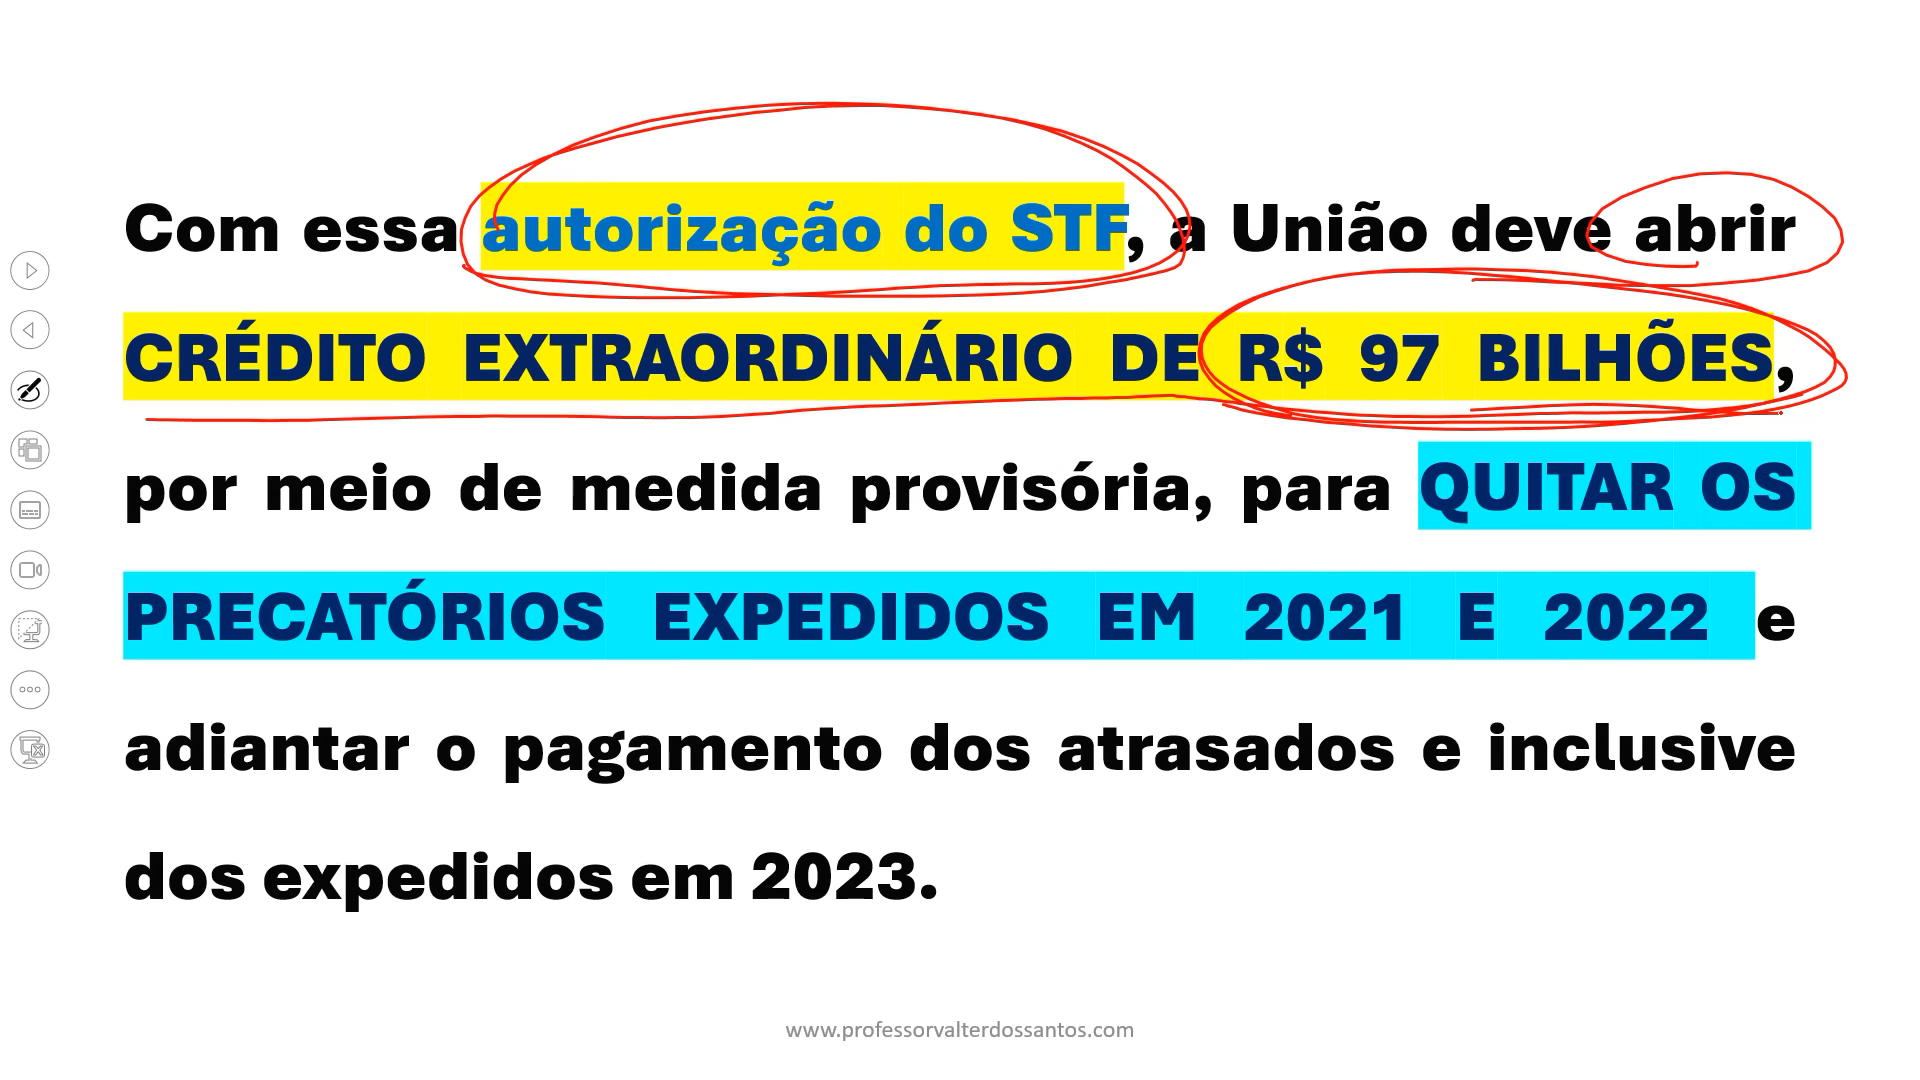 Com essa autorização do STF, a União deve abrir
CRÉDITO EXTRAORDINÁRIO DE R$ 97 BILHÕES,
por meio de medida provisória, para QUITAR OS
PRECATÓRIOS EXPEDIDOS EM 2021 E 2022 e
adiantar o pagamento dos atrasados e inclusive
dos expedidos em 2023.
www.professorvalterdossantos.com